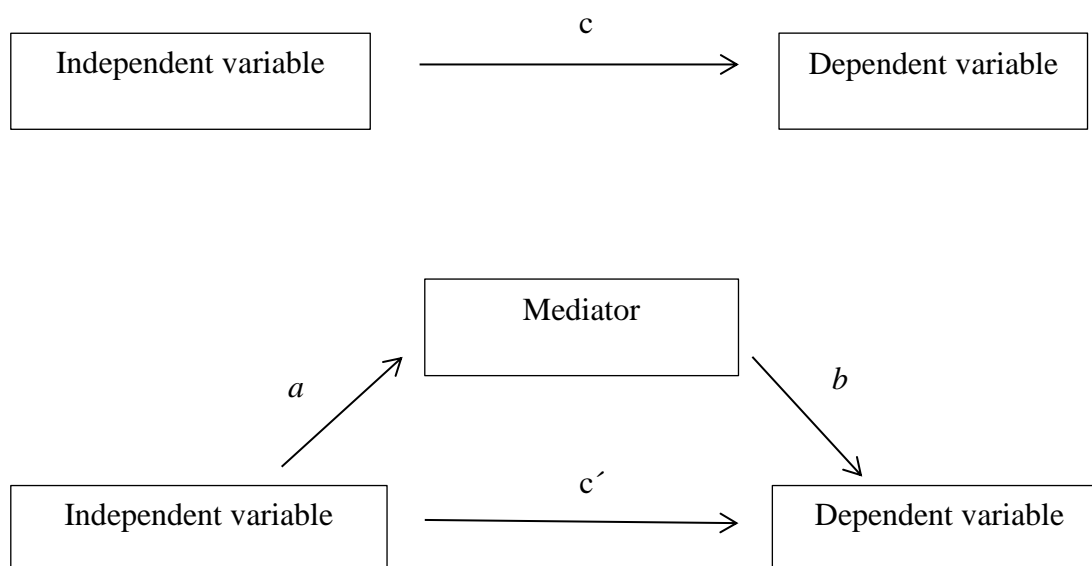 c
Independent variable
Dependent variable
Mediator
a
b
c´
Independent variable
Dependent variable